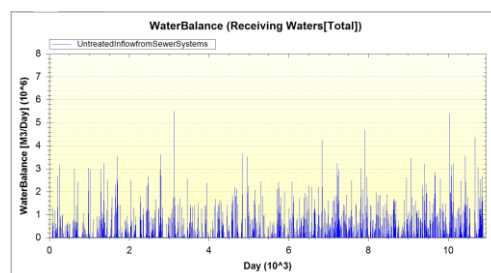 WaterBalance (Receiving Waters[Total])
UntreatedInflowfromSewerSystems
WaterBalance [M3/Day] (10^6)
8
7
6
5
4
3
2
1
0
0 2 4 6 8 10
Day (10^3)